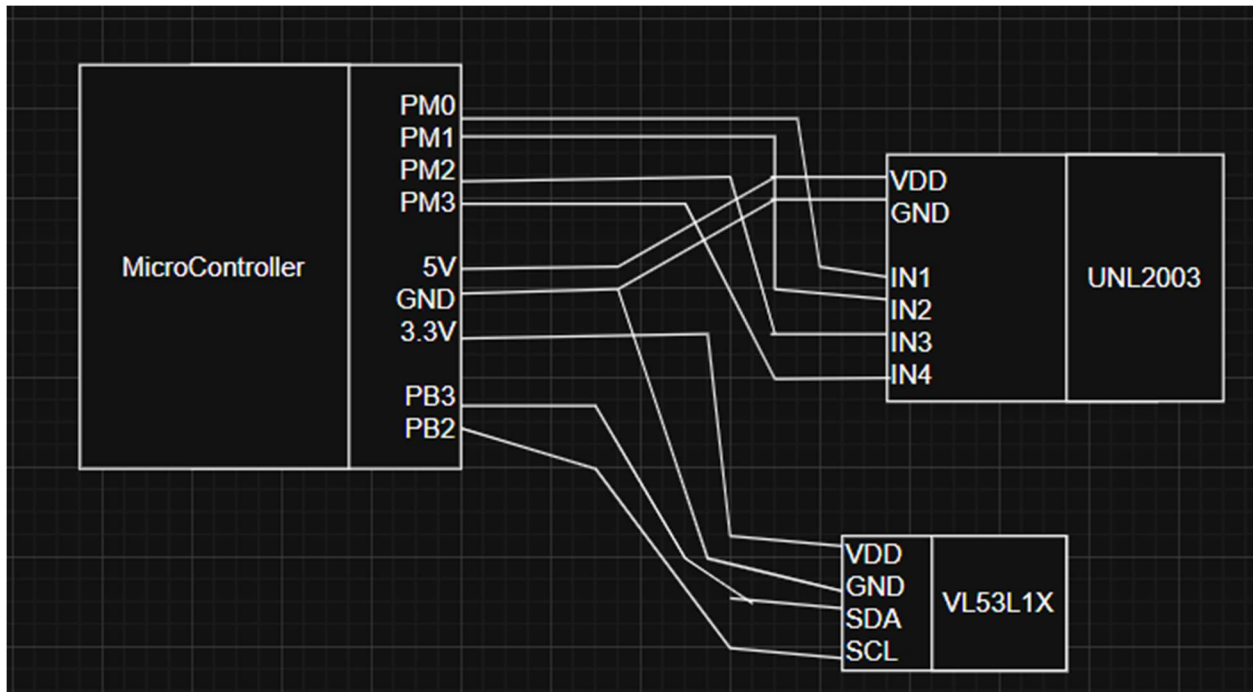 MicroController
PM0
PM1
PM2
PM3
5V
GND
3.3V
PB3
PB2
VDD
GND
IN1
IN2
IN3
IN4
UNL2003
VDD
GND
SDA
SCL
VL53L1X